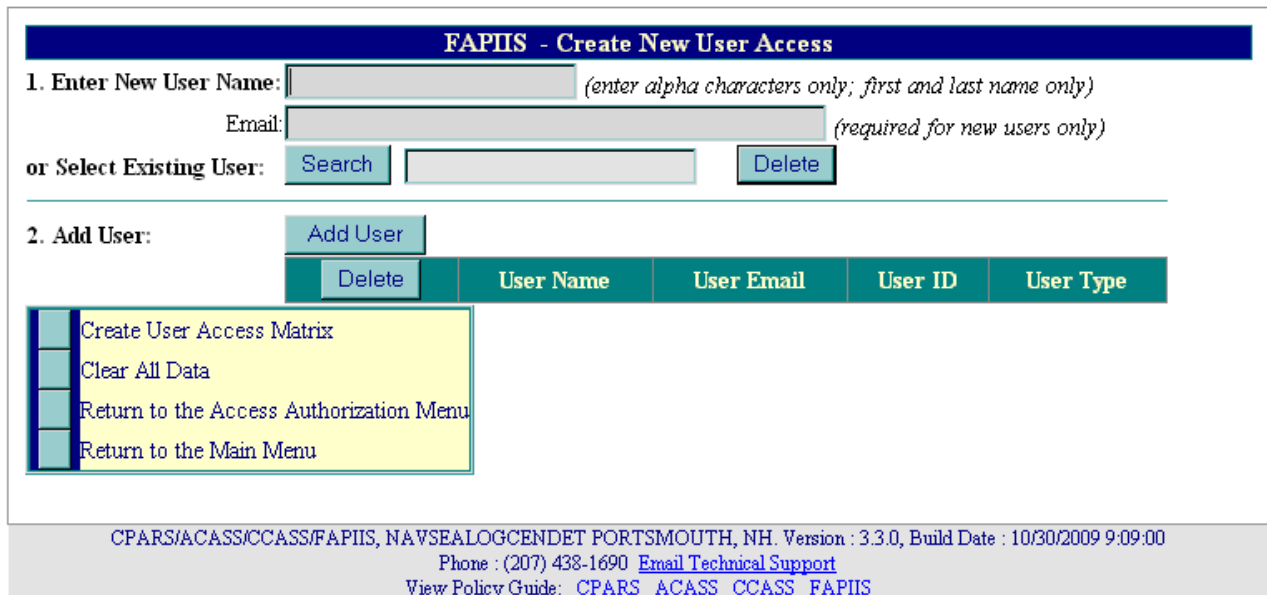 FAPIIS - Create New User Access
1. Enter New User Name: (enter alpha characters only; first and last name only)
Email: (required for new users only)
or Select Existing User: Search Delete
2. Add User: Add User
Delete User Name User Email User ID User Type
Create User Access Matrix
Clear All Data
Return to the Access Authorization Menu
Return to the Main Menu
CPARS/ACASS/CCASS/FAPIIS, NAVSEALOGCENDET PORTSMOUTH, NH. Version : 3.3.0, Build Date : 10/30/2009 9:09:00
Phone : (207) 438-1690 Email Technical Support
View Policy Guide: CPARS ACASS CCASS FAPIIS